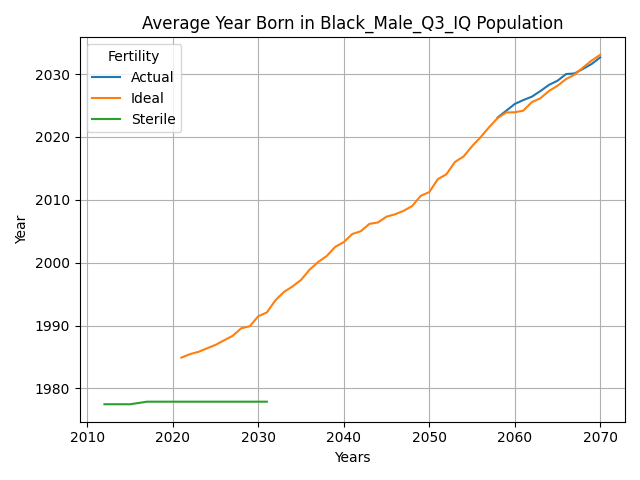 Average Year Born in Black_Male_Q3_IQ Population
Fertility
Actual
Ideal
Sterile
Year
2030
2020
2010
2000
1990
1980
2010
2020
2030
2040
2050
2060
2070
Years